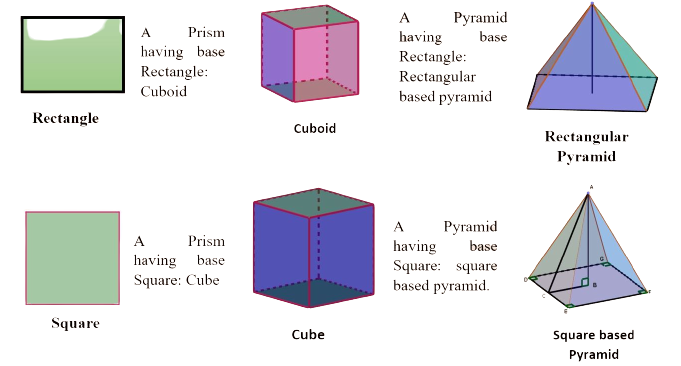 A Prism
having base
Rectangle:
Cuboid
Rectangle
Cuboid
A Pyramid
having base
Rectangle:
Rectangular
based pyramid
Rectangular
Pyramid
A Prism
having base
Square: Cube
Square
Cube
A Pyramid
having base
Square: square
based pyramid.
A
G
D
B
C
F
E
Square based
Pyramid